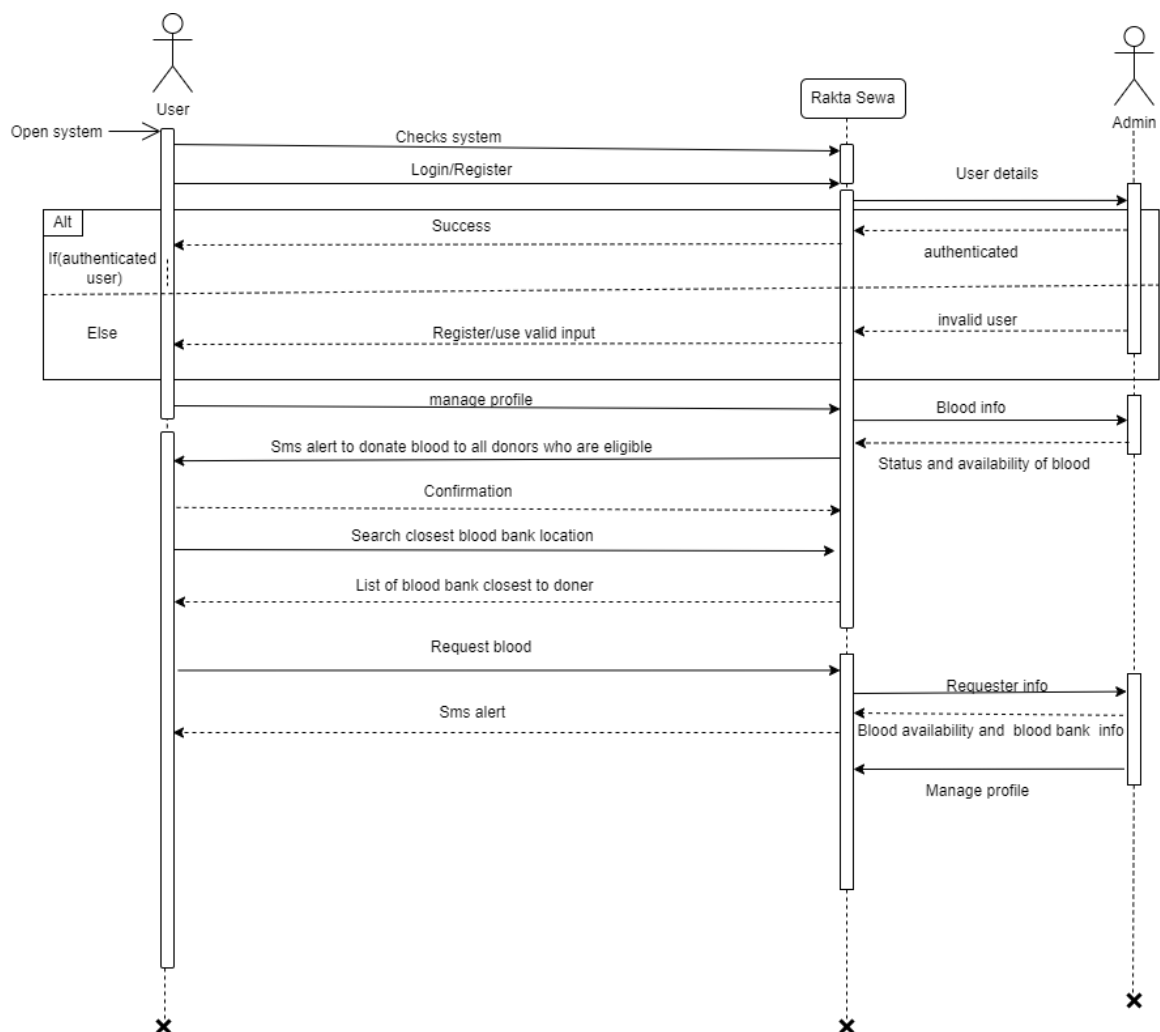 User
Rakta Sewa
Admin
Open system
Checks system
Login/Register
User details
Alt
Success
If(authenticated
user)
authenticated
Else
Register/use valid input
invalid user
manage profile
Blood info
Sms alert to donate blood to all donors who are eligible
Status and availability of blood
Confirmation
Search closest blood bank location
List of blood bank closest to doner
Request blood
Requester info
Sms alert
Blood availability and blood bank info
Manage profile